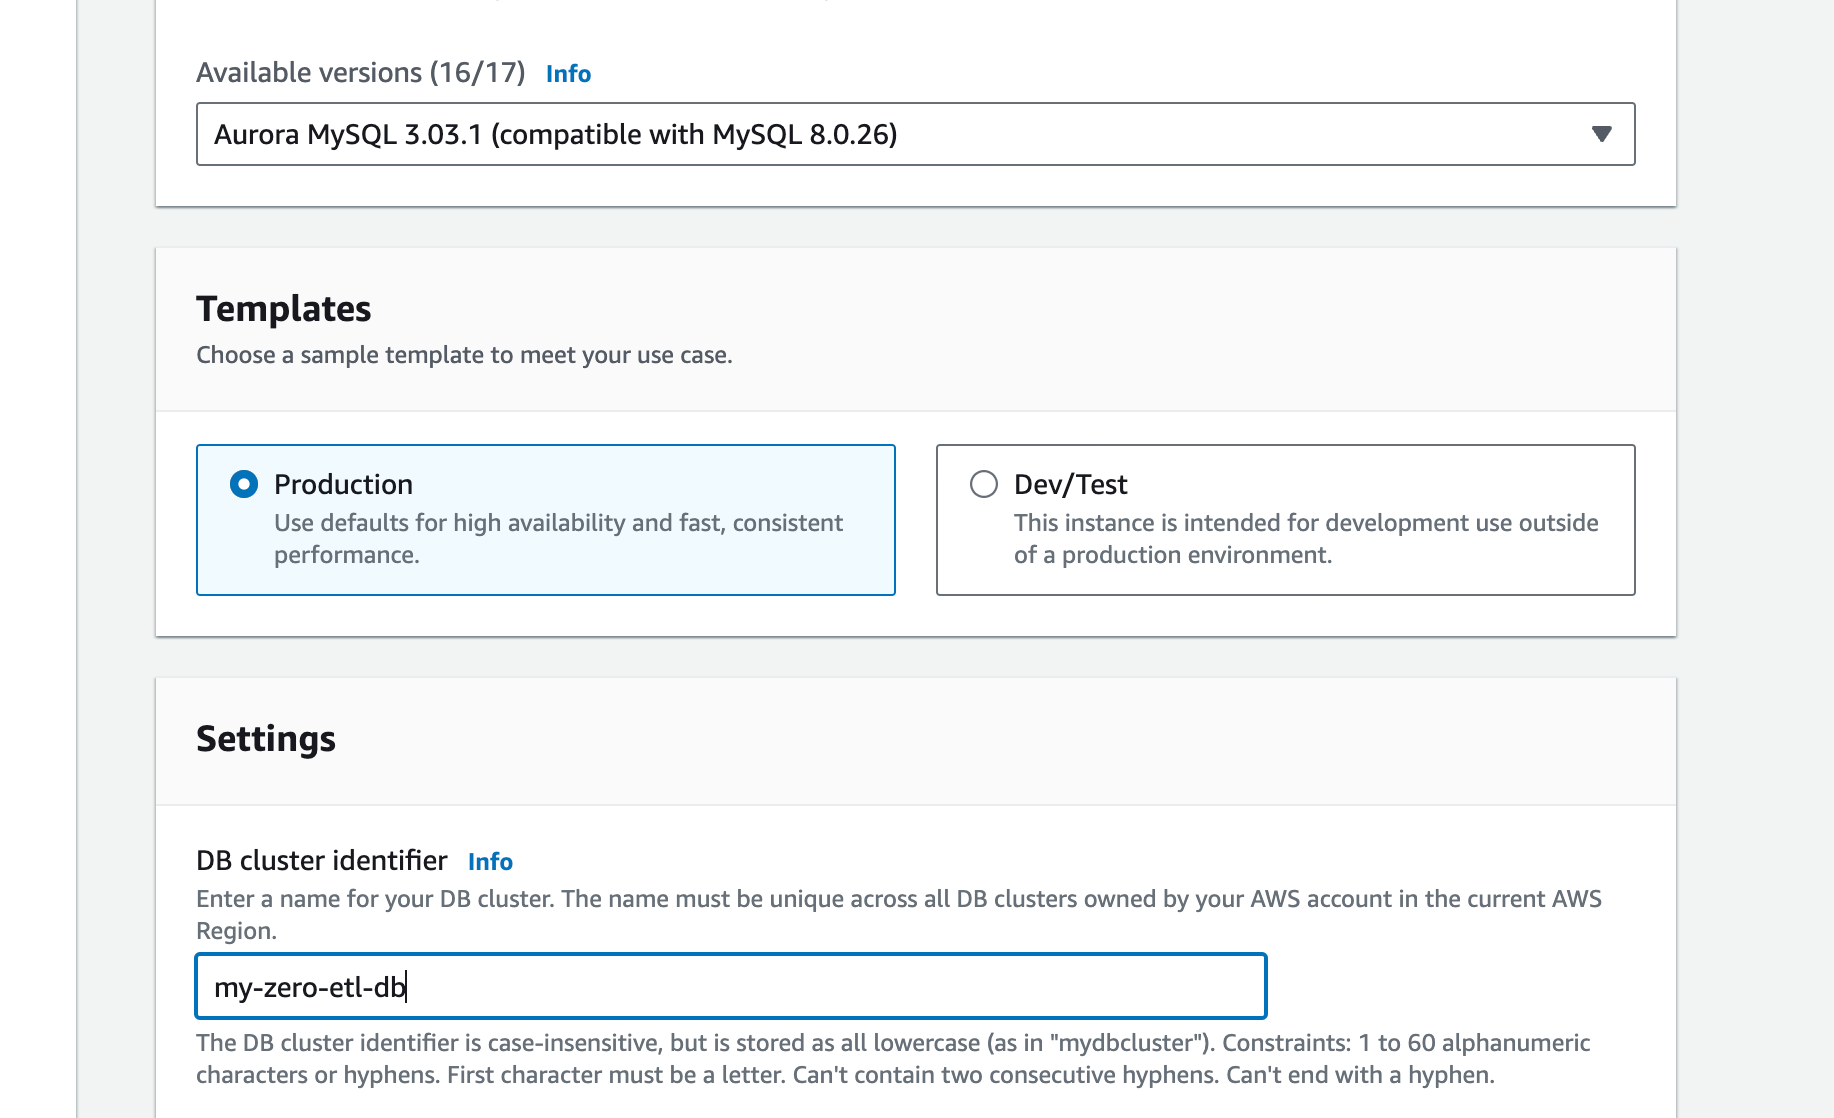 Available versions (16/17) Info
Aurora MySQL 3.03.1 (compatible with MySQL 8.0.26)
Templates
Choose a sample template to meet your use case.
Production
Use defaults for high availability and fast, consistent
performance.
Dev/Test
This instance is intended for development use outside
of a production environment.
Settings
DB cluster identifier Info
Enter a name for your DB cluster. The name must be unique across all DB clusters owned by your AWS account in the current AWS
Region.
my-zero-etl-db
The DB cluster identifier is case-insensitive, but is stored as all lowercase (as in "mydbcluster"). Constraints: 1 to 60 alphanumeric
characters or hyphens. First character must be a letter. Can't contain two consecutive hyphens. Can't end with a hyphen.